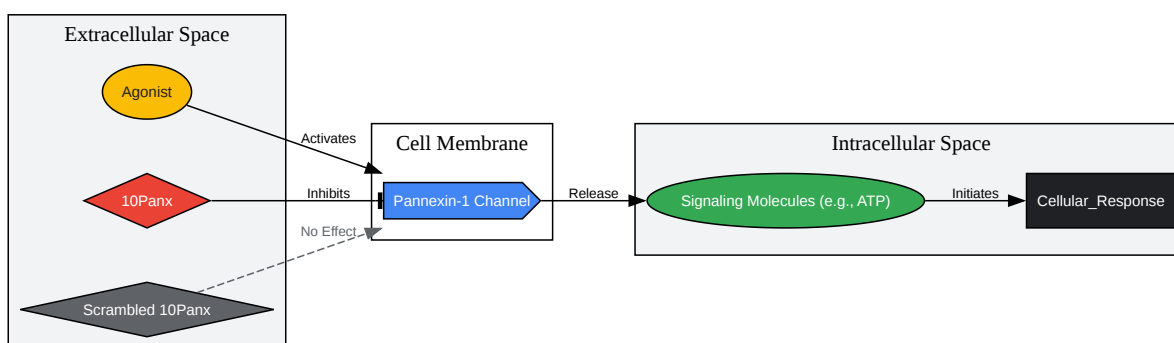 Extracellular Space
Agonist
Activates
Cell Membrane
Intracellular Space
10Panx
Inhibits
Pannexin-1 Channel
Release
Signaling Molecules (e.g., ATP)
Initiates
Cellular_Response
No Effect
Scrambled 10Panx